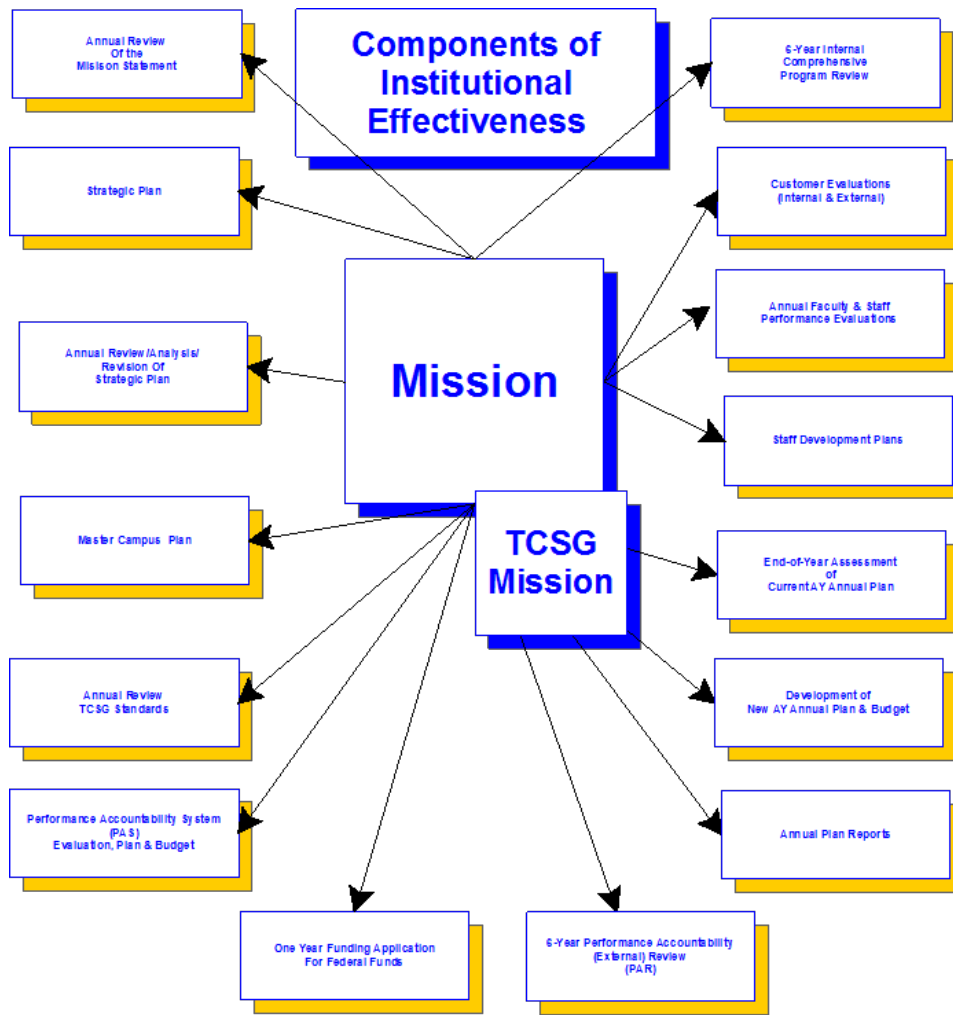 Components of
Institutional
Effectiveness
Annual Review
Of the
Misison Statement
6-Year Internal
Comprehensive
Program Review
Strategic Plan
Customer Evaluations
(Internal & External)
Annual Faculty & Staff
Performance Evaluations
Annual Review/Analysis/
Revision Of
Strategic Plan
Mission
Staff Development Plans
Master Campus Plan
TCSG
Mission
End-of-Year Assessment
of
Current AY Annual Plan
Annual Review
TCSG Standards
Development of
New AY Annual Plan & Budget
Performance Accountability System
(PAS)
Evaluation, Plan & Budget
Annual Plan Reports
One Year Funding Application
For Federal Funds
6-Year Performance Accountability
(External) Review
(PAR)